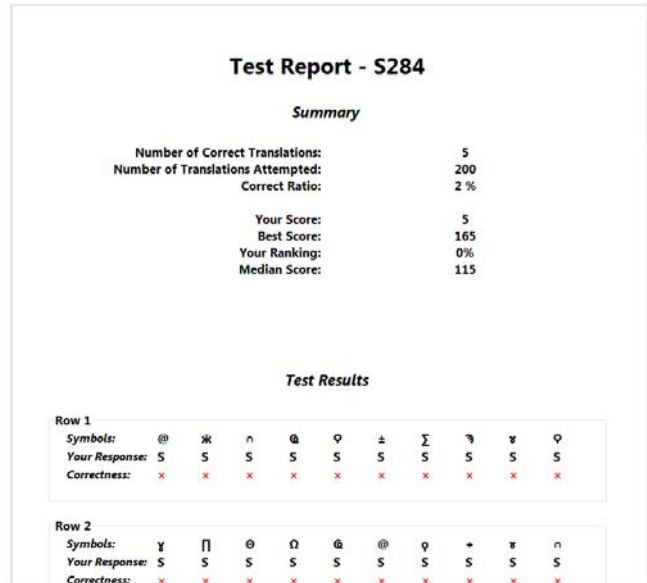 Test Report - S284
Summary
Number of Correct Translations: 5
Number of Translations Attempted: 200
Correct Ratio: 2 %
Your Score: 5
Best Score: 165
Your Ranking: 0%
Median Score: 115
Test Results
Row 1
Symbols: @ Ж ∩ ± ∑
Your Response: S S S S S S S S S S
Correctness: × × × × × × × × × ×
Row 2
Symbols: ∏ Θ Ω @ ∩
Your Response: S S S S S S S S S S
Correctness: × × × × × × × × × ×